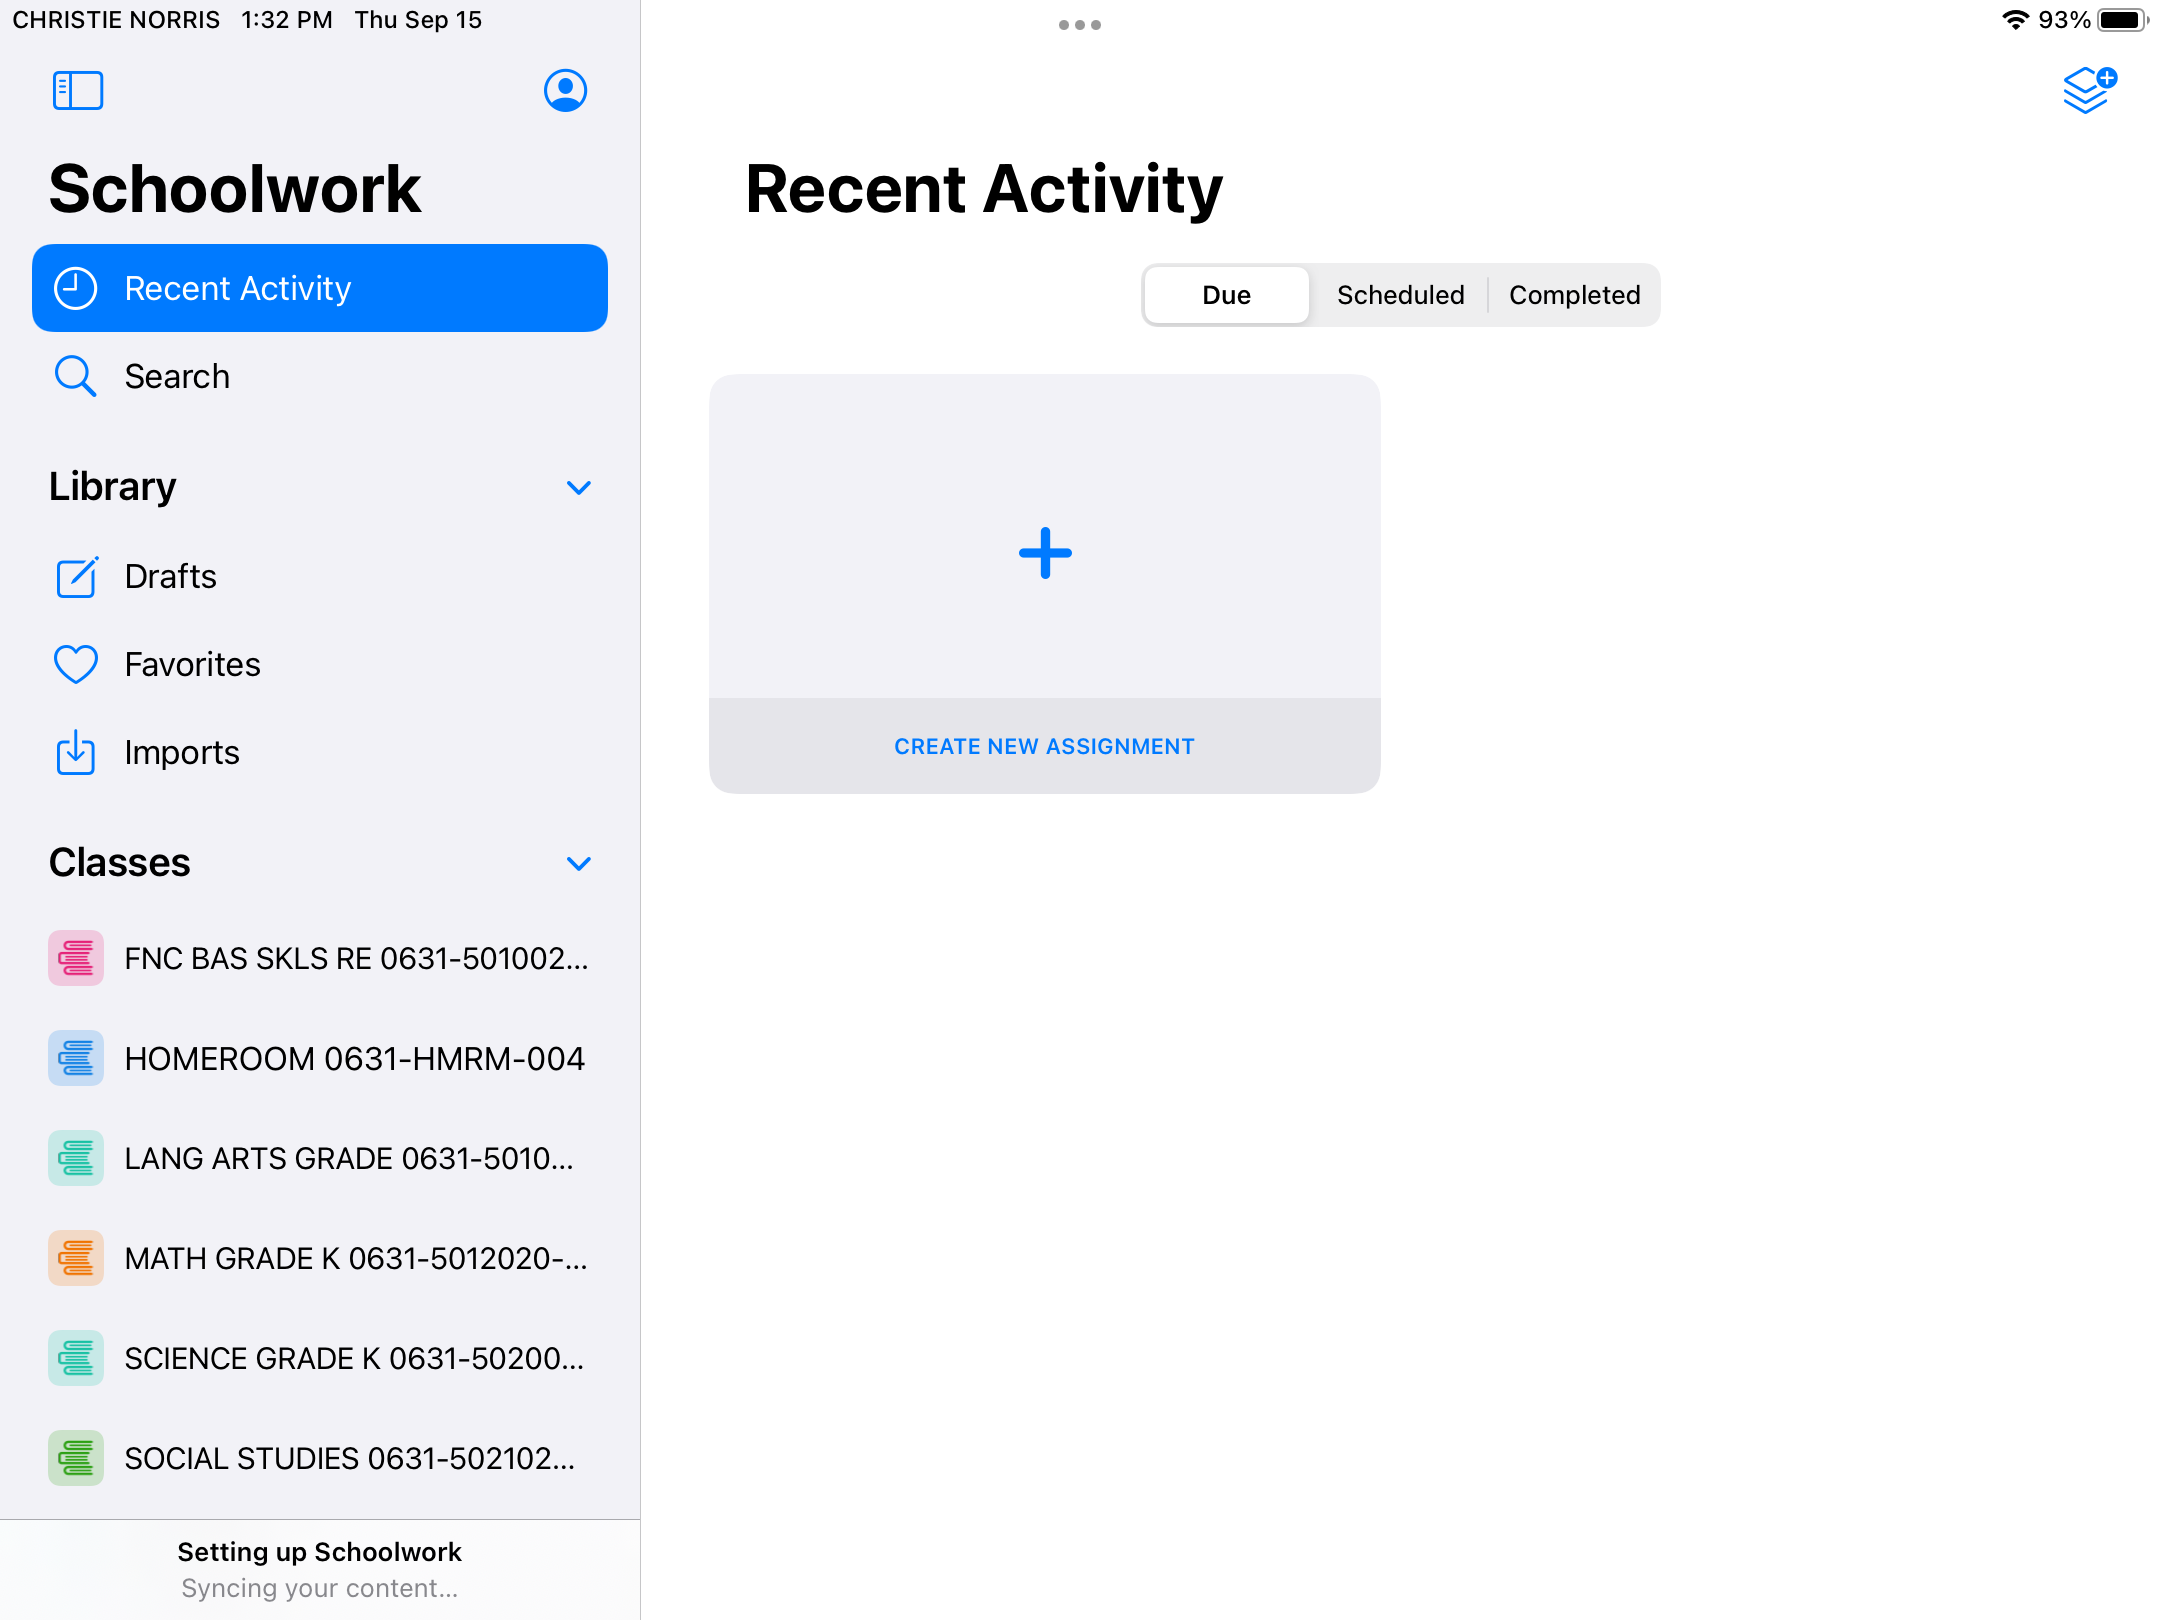 CHRISTIE NORRIS 1:32 PM Thu Sep 15
93%
Schoolwork
Recent Activity
Search
Library
Drafts
Favorites
Imports
Classes
FNC BAS SKLS RE 0631-501002...
HOMEROOM 0631-HMRM-004
LANG ARTS GRADE 0631-5010...
MATH GRADE K 0631-5012020-...
SCIENCE GRADE K 0631-50200...
SOCIAL STUDIES 0631-502102...
Setting up Schoolwork
Syncing your content...
Recent Activity
Due Scheduled Completed
CREATE NEW ASSIGNMENT